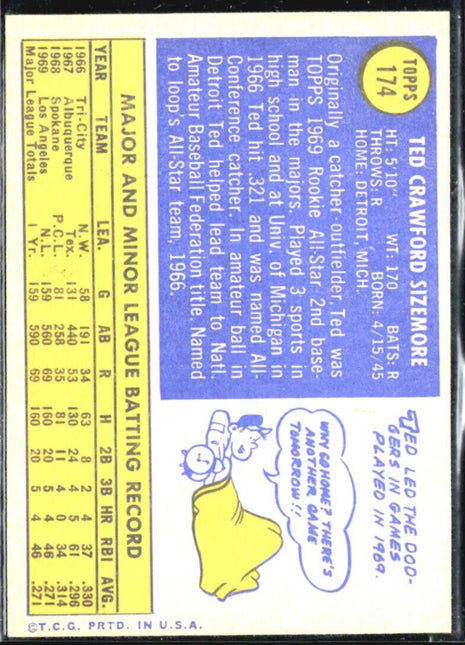 TOPPS
174
TED CRAWFORD SIZEMORE
HT: 5'10" WT: 170 BATS: R
THROWS: R BORN: 4/15/45
HOME: DETROIT, MICH.
Originally a catcher-outfielder, Ted was
TOPPS 1969 Rookie All-Star 2nd base-
man in the majors. Played 3 sports in
high school and at Univ. of Michigan in
1966 Ted hit .321 and was named All-
Conference catcher. In amateur ball in
Detroit, Ted helped lead team to Natl.
Amateur Baseball Federation title. Named
to loop's All-Star team, 1966.
TED LED THE DOD-
GERS IN GAMES
PLAYED IN 1969.
WHY GO HOME? THERE'S
ANOTHER GAME
TOMORROW!!
MAJOR AND MINOR LEAGUE BATTING RECORD
YEAR TEAM LEA. G AB R H 2B 3B HR RBI AVG.
1966 Tri-City N.W. 58 191 34 63 8 2 4 37 .330
1967 Albuquerque Tex. 440 53 130 24 4 5 61 .296
1968 Spokane P.C.L. 81 258 35 81 11 4 0 34 .314
1969 Los Angeles N.L. 159 590 69 160 20 5 4 46 .271
Major League Totals 1 Yr. 159 590 69 160 20 5 4 46 .271
©T.C.G. PRTD. IN U.S.A.